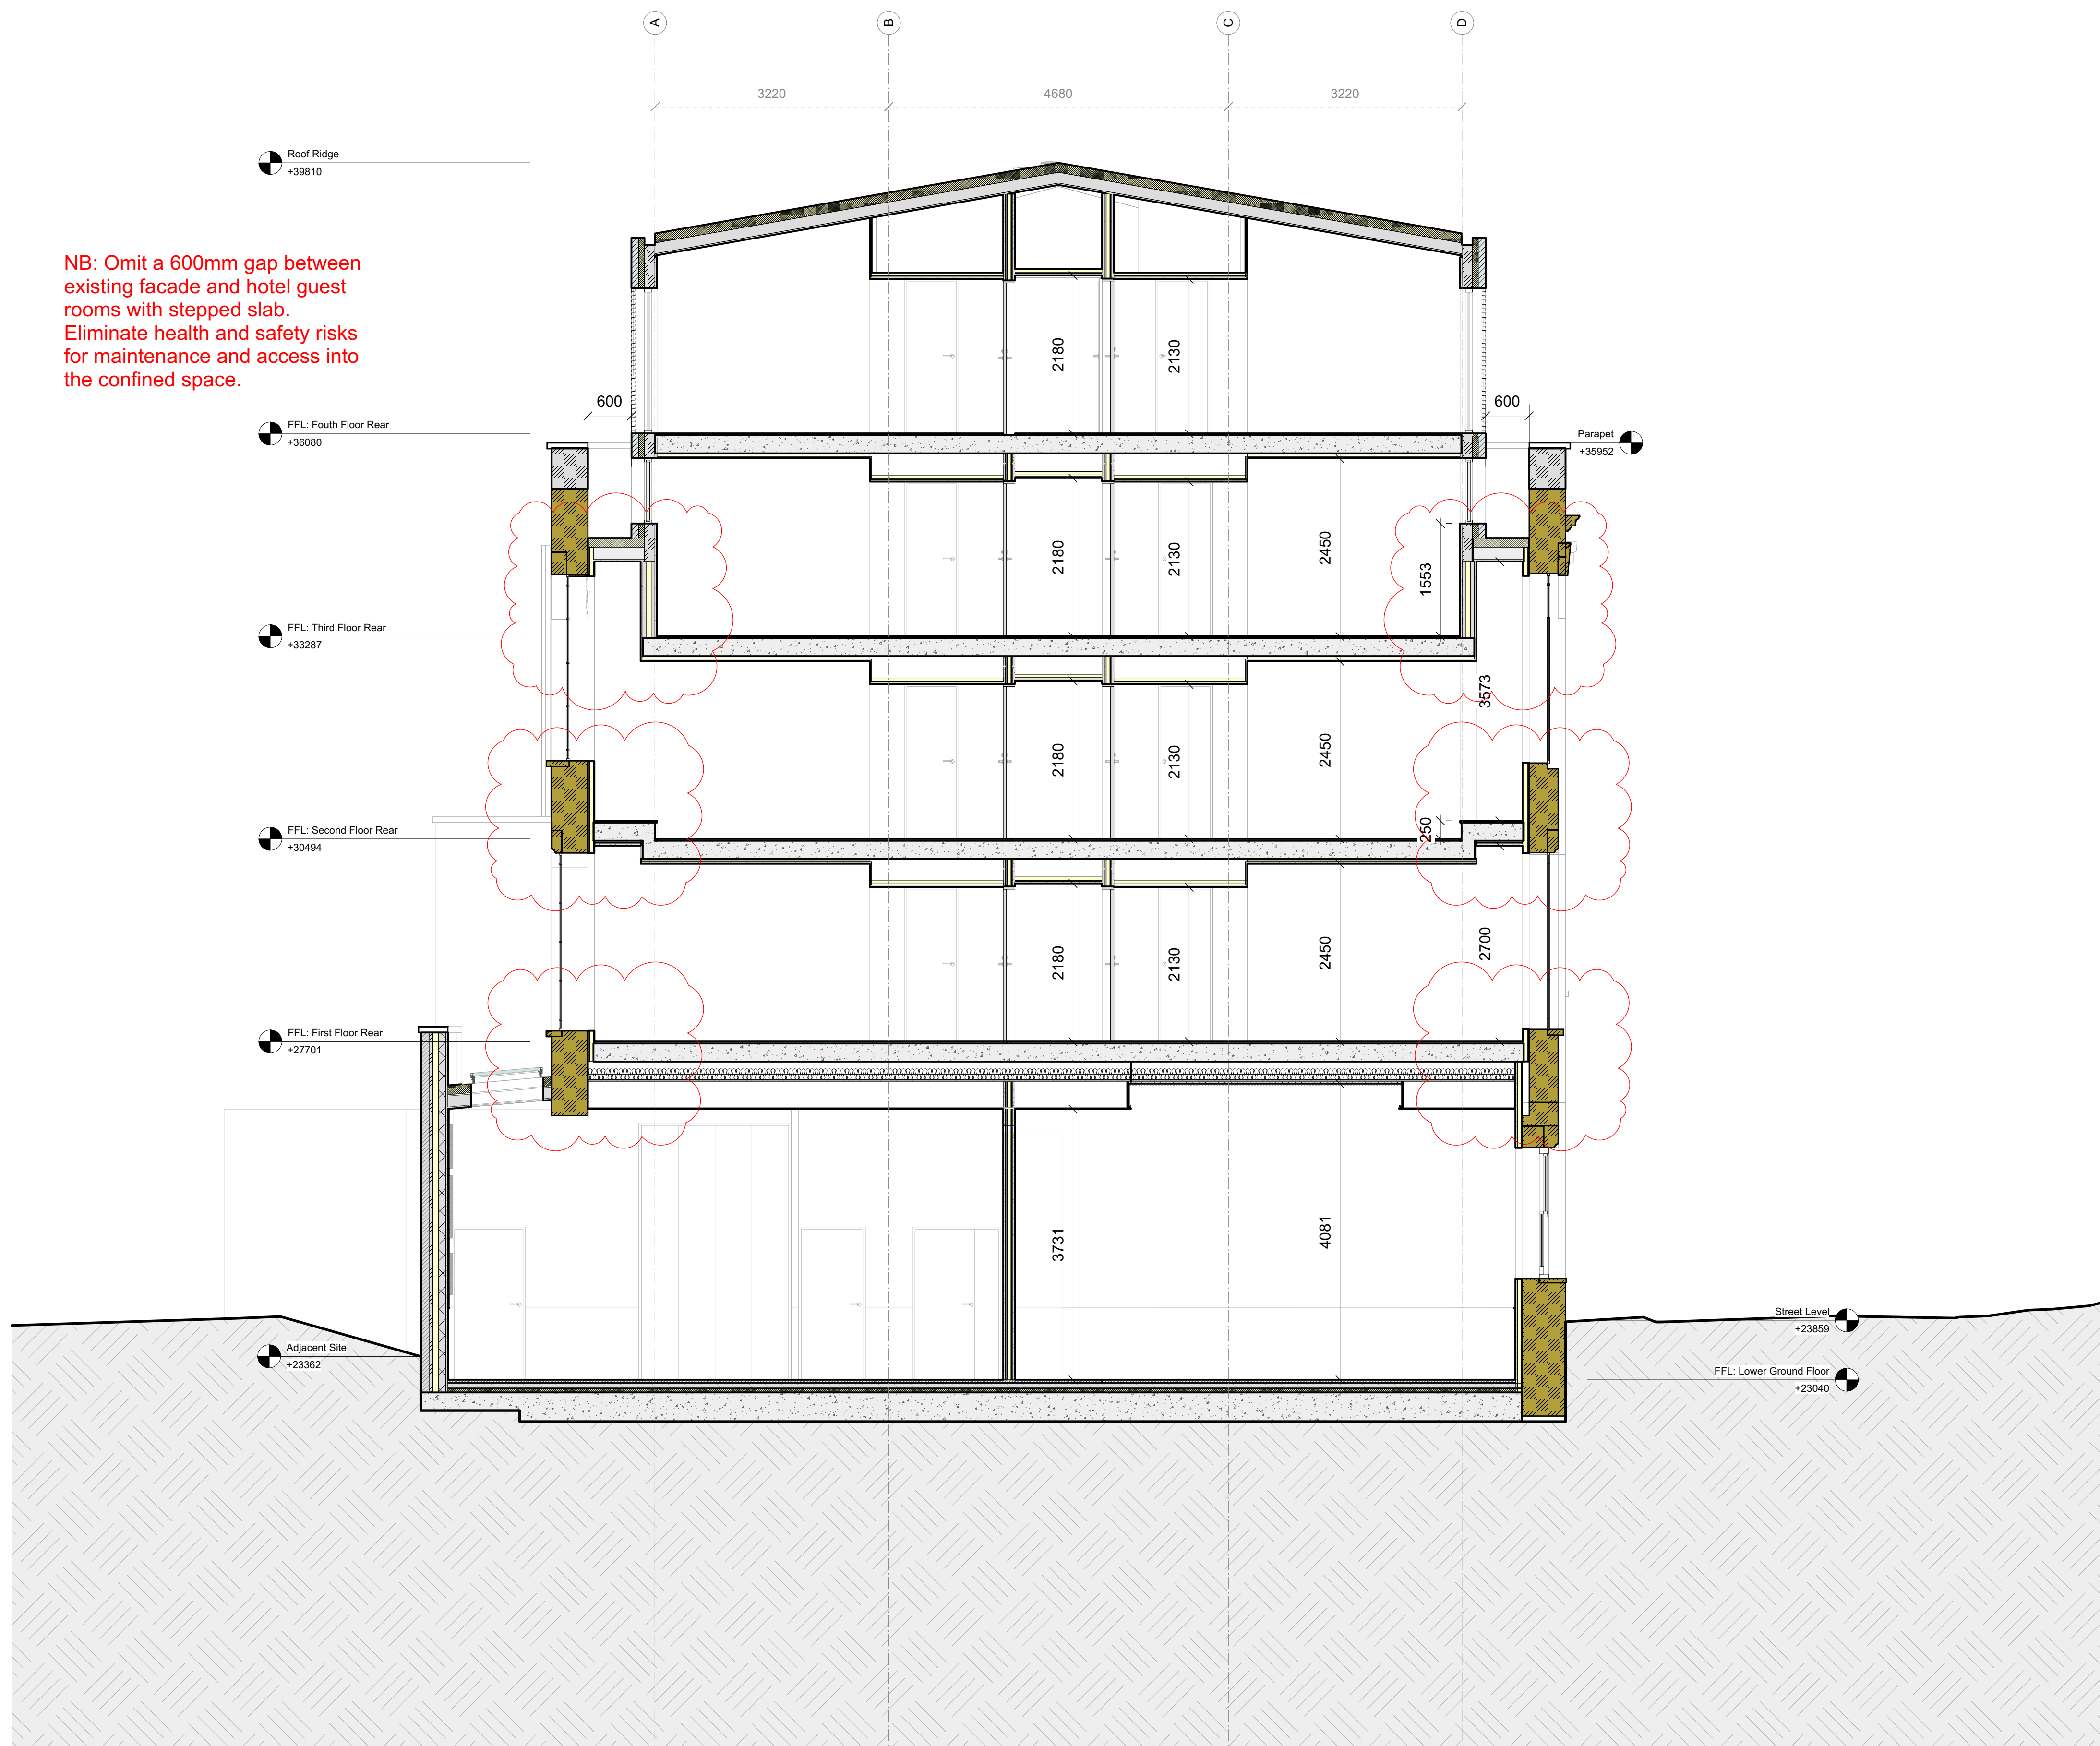 A
B
C
D
3220
4680
3220
Roof Ridge
+39810
NB: Omit a 600mm gap between
existing facade and hotel guest
rooms with stepped slab.
Eliminate health and safety risks
for maintenance and access into
the confined space.
2180
2130
600
600
FFL: Fouth Floor Rear
+36080
Parapet
+35952
2180
2130
2450
1553
FFL: Third Floor Rear
+33287
3573
2180
2130
2450
250
FFL: Second Floor Rear
+30494
2180
2130
2450
2700
FFL: First Floor Rear
+27701
3731
4081
Street Level
+23859
Adjacent Site
+23362
FFL: Lower Ground Floor
+23040